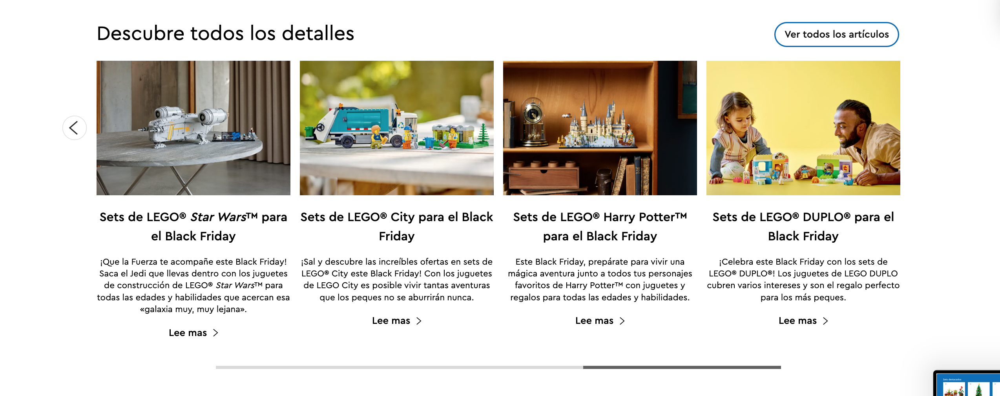 Descubre todos los detalles
Ver todos los artículos
Sets de LEGO® Star Wars™ para
el Black Friday
¡Que la Fuerza te acompañe este Black Friday!
Saca el Jedi que llevas dentro con los juguetes
de construcción de LEGO® Star Wars™ para
todas las edades y habilidades que acercan esa
«galaxia muy, muy lejana».
Lee mas
Sets de LEGO® City para el Black
Friday
¡Sal y descubre las increíbles ofertas en sets de
LEGO® City este Black Friday! Con los juguetes
de LEGO City es posible vivir tantas aventuras
que los peques no se aburrirán nunca.
Lee mas
Sets de LEGO® Harry Potter™
para el Black Friday
Este Black Friday, prepárate para vivir una
mágica aventura junto a todos tus personajes
favoritos de Harry Potter™ con juguetes y
regalos para todas las edades y habilidades.
Lee mas
Sets de LEGO® DUPLO® para el
Black Friday
¡Celebra este Black Friday con los sets de
LEGO® DUPLO®! Los juguetes de LEGO DUPLO
cubren varios intereses y son el regalo perfecto
para los más peques.
Lee mas
Sets destacados